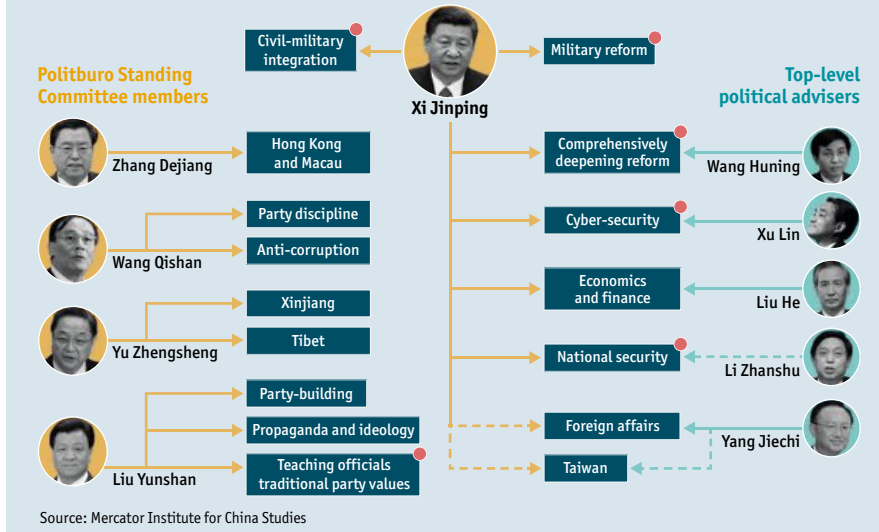 Civil-military
integration
Military reform
Xi Jinping
Politburo Standing
Committee members
Zhang Dejiang
Hong Kong
and Macau
Wang Qishan
Party discipline
Anti-corruption
Yu Zhengsheng
Xinjiang
Tibet
Liu Yunshan
Party-building
Propaganda and ideology
Teaching officials
traditional party values
Top-level
political advisers
Comprehensively
deepening reform
Wang Huning
Cyber-security
Xu Lin
Economics
and finance
Liu He
National security
Li Zhanshu
Foreign affairs
Yang Jiechi
Taiwan
Source: Mercator Institute for China Studies